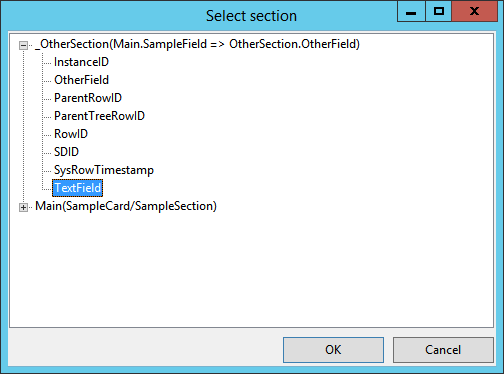 Select section
_OtherSection(Main.SampleField => OtherSection.OtherField)
InstanceID
OtherField
ParentRowID
ParentTreeRowID
RowID
SDID
SysRowTimestamp
TextField
Main(SampleCard/SampleSection)
OK Cancel